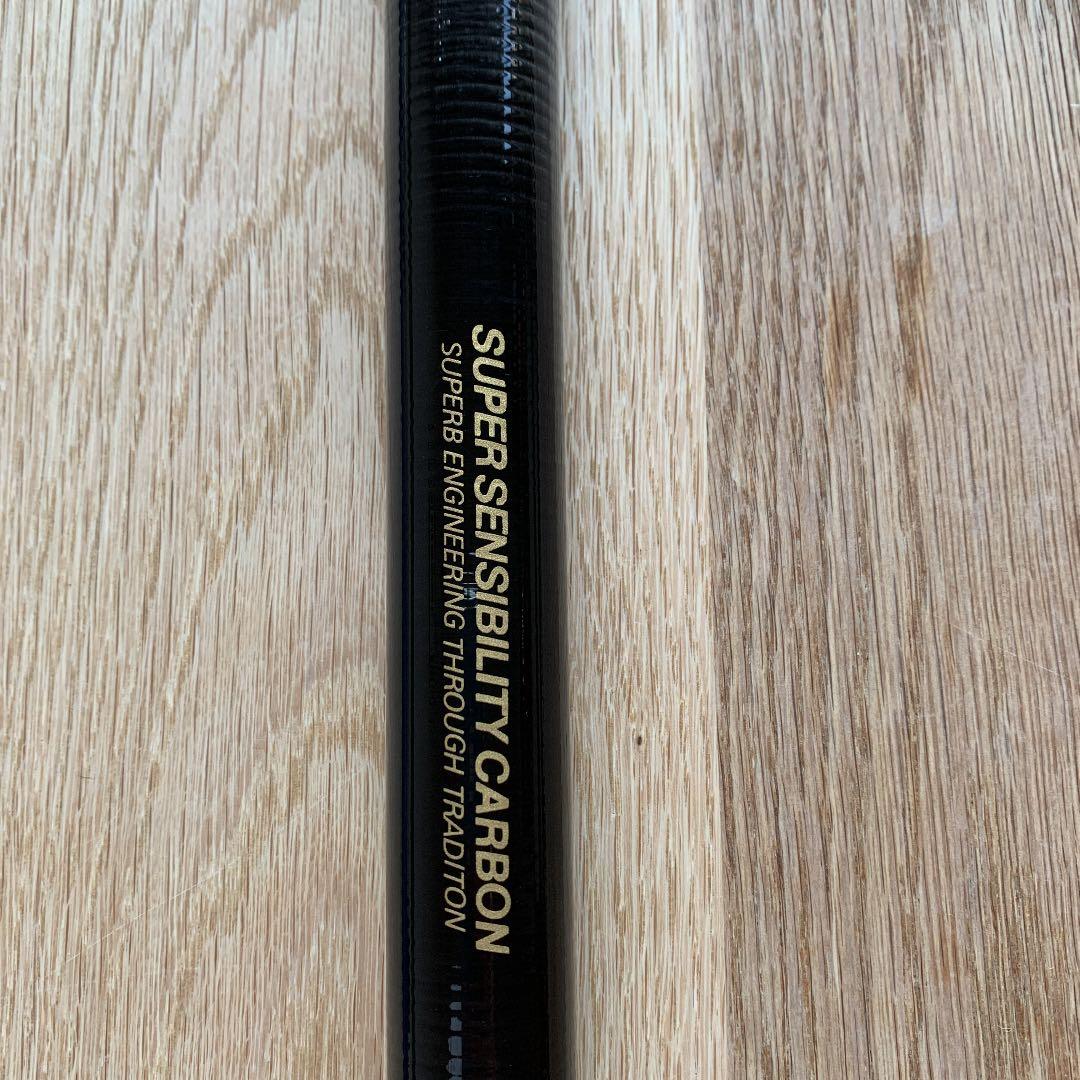 SUPER SENSIBILITY CARBON
SUPERB ENGINEERING THROUGH TRADITON